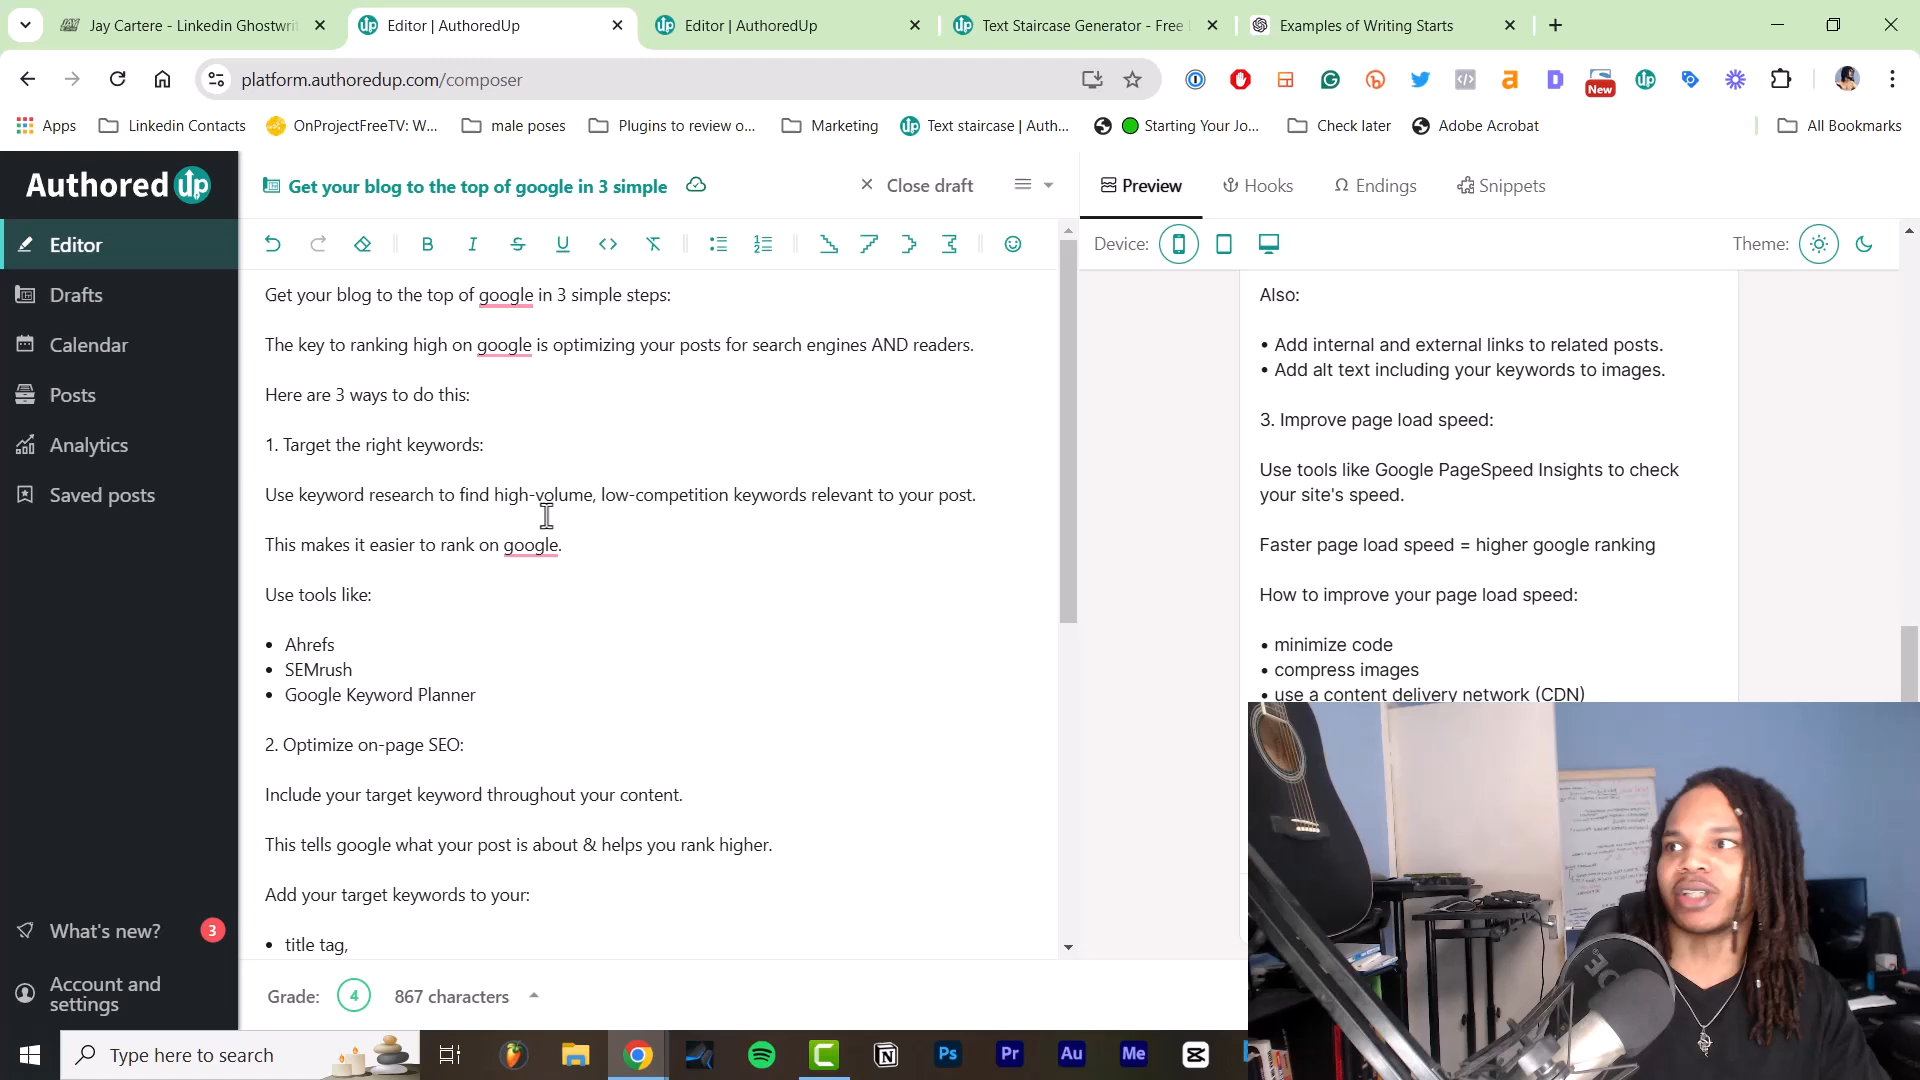 Jay Cartere - Linkedin Ghostwri
Editor | AuthoredUp
Editor | AuthoredUp
Text Staircase Generator - Free
Examples of Writing Starts
platform.authoredup.com/composer
New
Apps
Linkedin Contacts
OnProjectFreeTV: W...
male poses
Plugins to review o...
Marketing
Text staircase | Auth...
Starting Your Jo...
Check later
Adobe Acrobat
All Bookmarks
Authored up
Editor
Drafts
Calendar
Posts
Analytics
Saved posts
What's new?
3
Account and
settings
Get your blog to the top of google in 3 simple
Close draft
Get your blog to the top of google in 3 simple steps:
The key to ranking high on google is optimizing your posts for search engines AND readers.
Here are 3 ways to do this:
1. Target the right keywords:
Use keyword research to find high-volume, low-competition keywords relevant to your post.
This makes it easier to rank on google.
Use tools like:
• Ahrefs
• SEMrush
• Google Keyword Planner
2. Optimize on-page SEO:
Include your target keyword throughout your content.
This tells google what your post is about & helps you rank higher.
Add your target keywords to your:
• title tag,
Grade: 4 867 characters
Preview
Hooks
Endings
Snippets
Device:
Theme:
Also:
• Add internal and external links to related posts.
• Add alt text including your keywords to images.
3. Improve page load speed:
Use tools like Google PageSpeed Insights to check
your site's speed.
Faster page load speed = higher google ranking
How to improve your page load speed:
• minimize code
• compress images
• use a content delivery network (CDN)
Type here to search
Ps
Pr
Au
Me